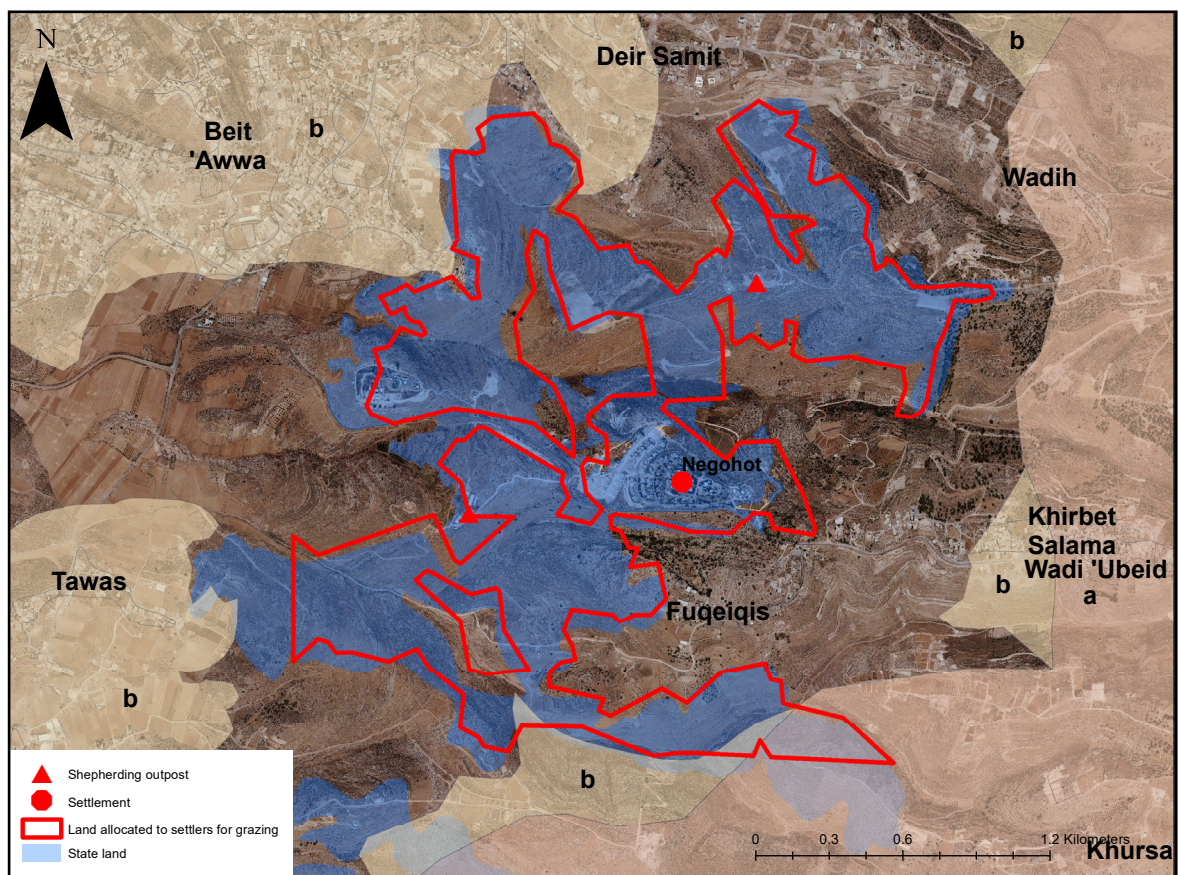 N
Deir Samit
b
Beit
'Awwa
b
Wadih
Negohot
Khirbet
Salama
Wadi 'Ubeid
a
b
Tawas
Fuqeiqis
b
b
Shepherding outpost
Settlement
Land allocated to settlers for grazing
State land
0 0.3 0.6 1.2 Kilometers
Khursa